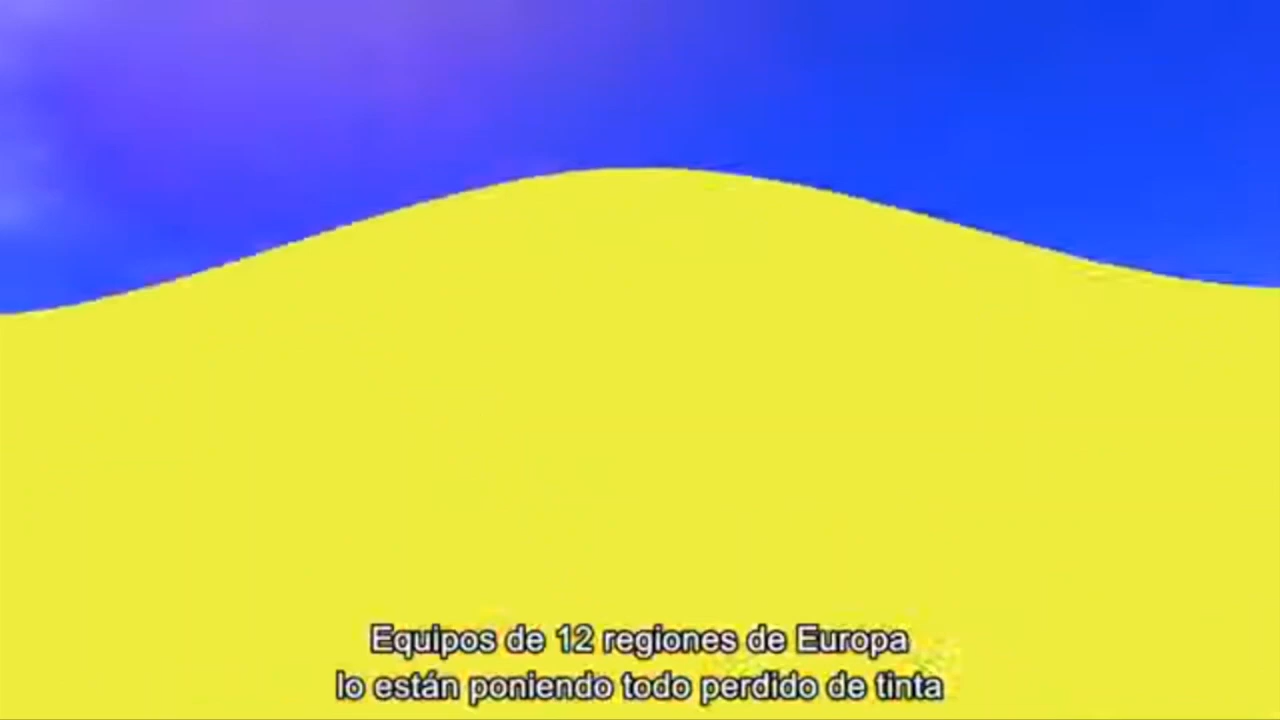 Equipos de 12 regiones de Europa
lo están poniendo todo perdido de tinta